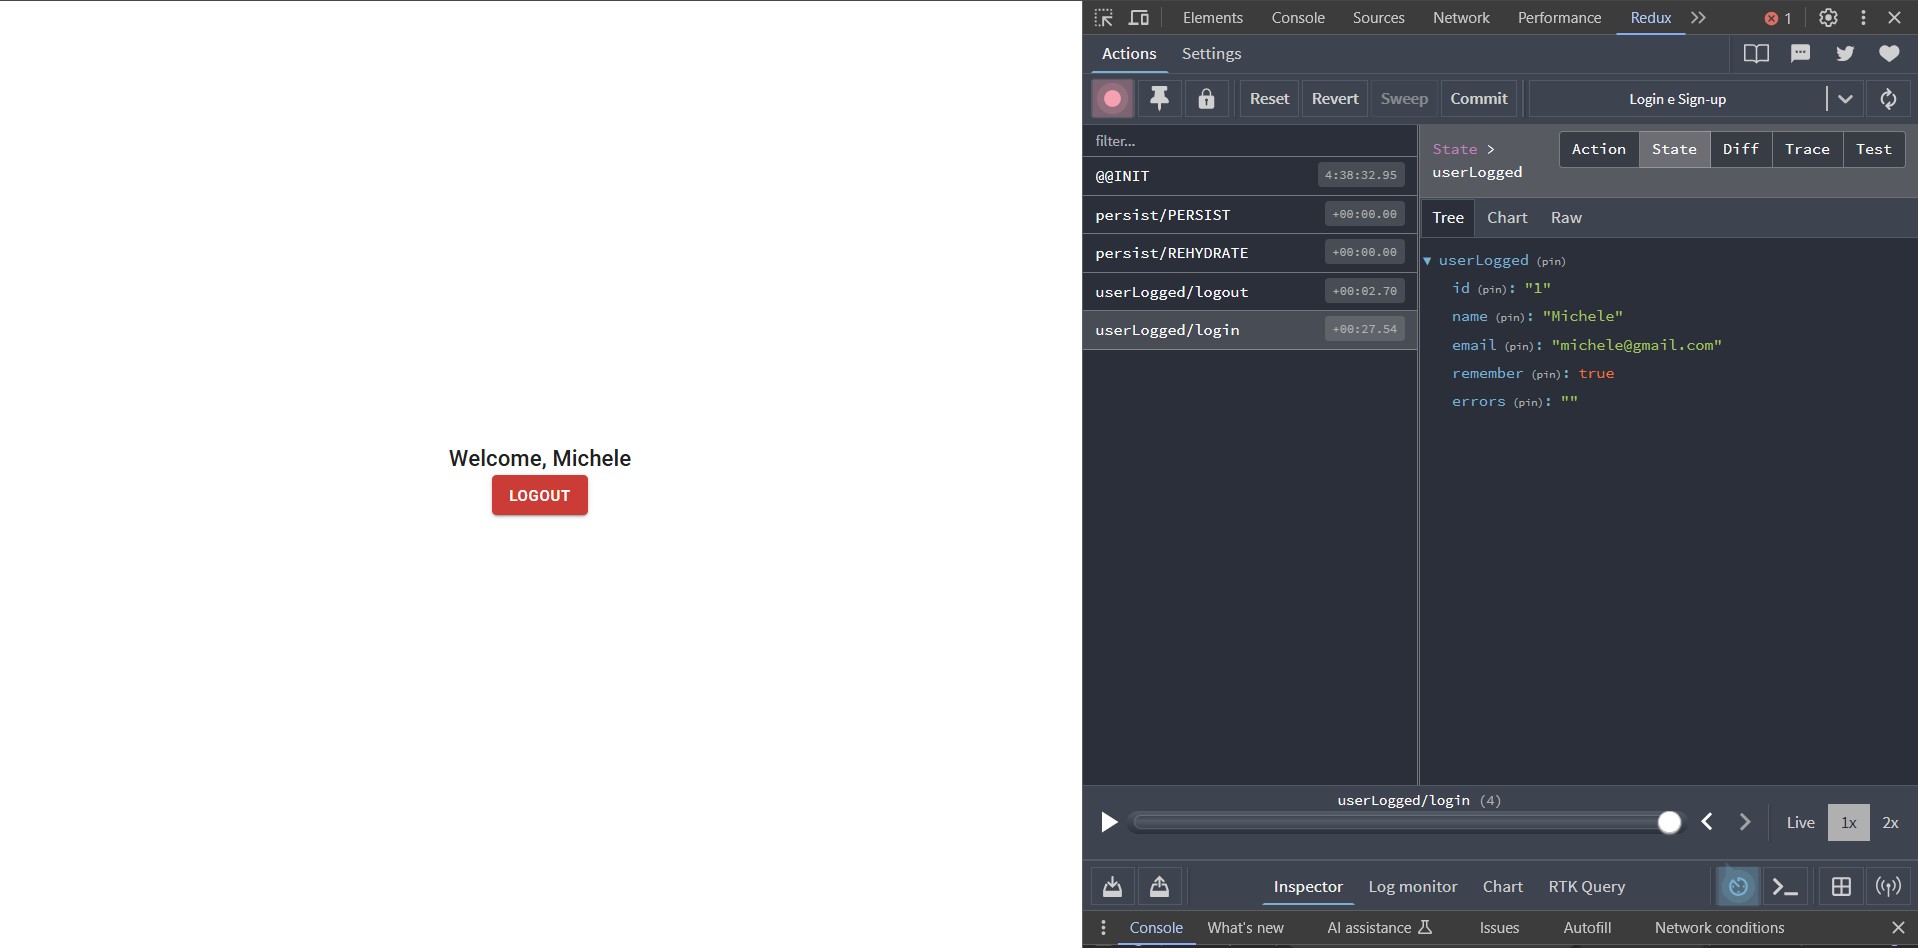 Welcome, Michele
LOGOUT
Elements Console Sources Network Performance Redux 1
Actions Settings
Reset Revert Sweep Commit Login e Sign-up
filter...
@@INIT 4:38:32.95
persist/PERSIST +00:00.00
persist/REHYDRATE +00:00.00
userLogged/logout +00:02.70
userLogged/login +00:27.54
State >
userLogged
Action State Diff Trace Test
Tree Chart Raw
userLogged (pin)
id (pin): "1"
name (pin): "Michele"
email (pin): "michele@gmail.com"
remember (pin): true
errors (pin): ""
userLogged/login (4)
Live 1x 2x
Inspector Log monitor Chart RTK Query
Console What's new AI assistance Issues Autofill Network conditions